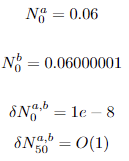 N_0^a = 0.06
N_0^b = 0.06000001
δN_0^{a,b} = 1e − 8
δN_{50}^{a,b} = O(1)